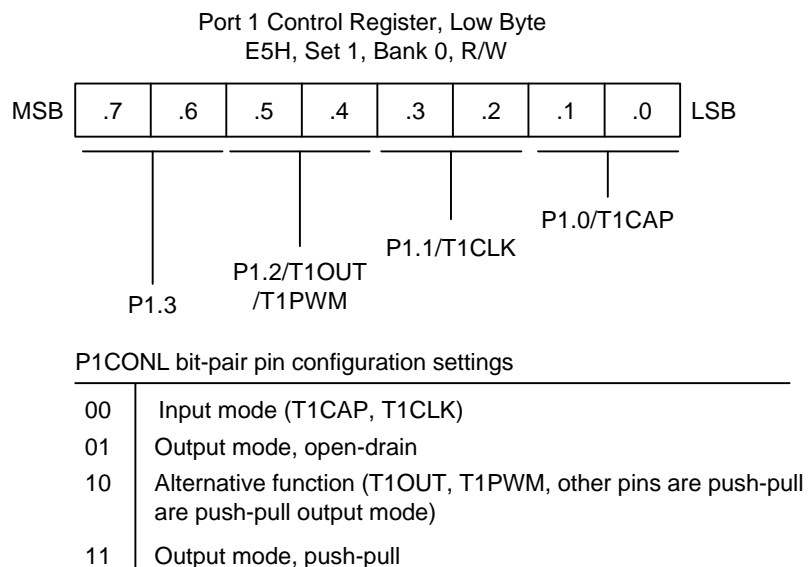 Port 1 Control Register, Low Byte
E5H, Set 1, Bank 0, R/W
MSB .7 .6 .5 .4 .3 .2 .1 .0 LSB
P1.0/T1CAP
P1.1/T1CLK
P1.2/T1OUT
/T1PWM
P1.3
P1CONL bit-pair pin configuration settings
00 Input mode (T1CAP, T1CLK)
01 Output mode, open-drain
10 Alternative function (T1OUT, T1PWM, other pins are push-pull
are push-pull output mode)
11 Output mode, push-pull